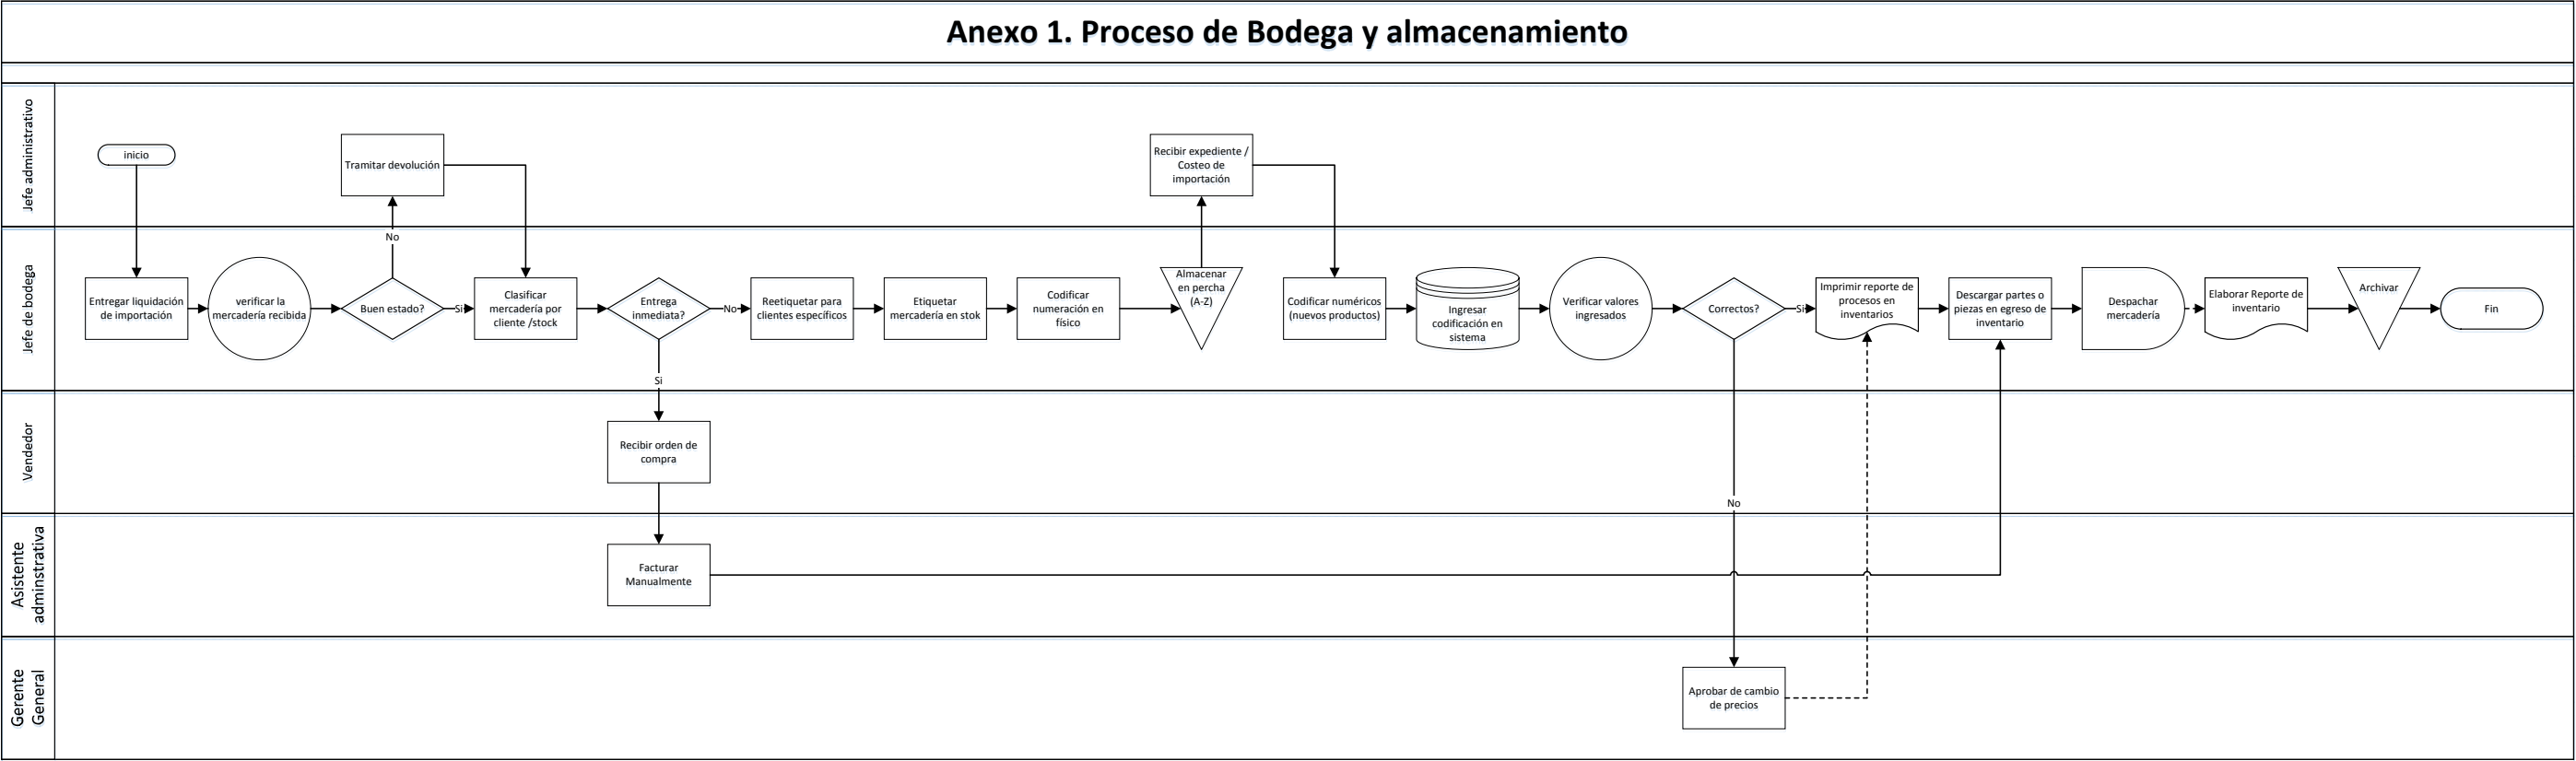 Anexo 1. Proceso de Bodega y almacenamiento
Jefe administrativo
inicio
Tramitar devolución
Recibir expediente /
Costeo de
importación
No
Jefe de bodega
Entregar liquidación
de importación
verificar la
mercadería recibida
Buen estado?
Si
Clasificar
mercadería por
cliente /stock
Entrega
inmediata?
No
Reetiquetar para
clientes específicos
Etiquetar
mercadería en stok
Codificar
numeración en
físico
Almacenar
en percha
(A-Z)
Codificar numéricos
(nuevos productos)
Ingresar
codificación en
sistema
Verificar valores
ingresados
Correctos?
Si
Imprimir reporte de
procesos en
inventarios
Descargar partes o
piezas en egreso de
inventario
Despachar
mercadería
Elaborar Reporte de
inventario
Archivar
Fin
Si
Vendedor
Recibir orden de
compra
No
Asistente
adminstrativa
Facturar
Manualmente
Gerente
General
Aprobar de cambio
de precios